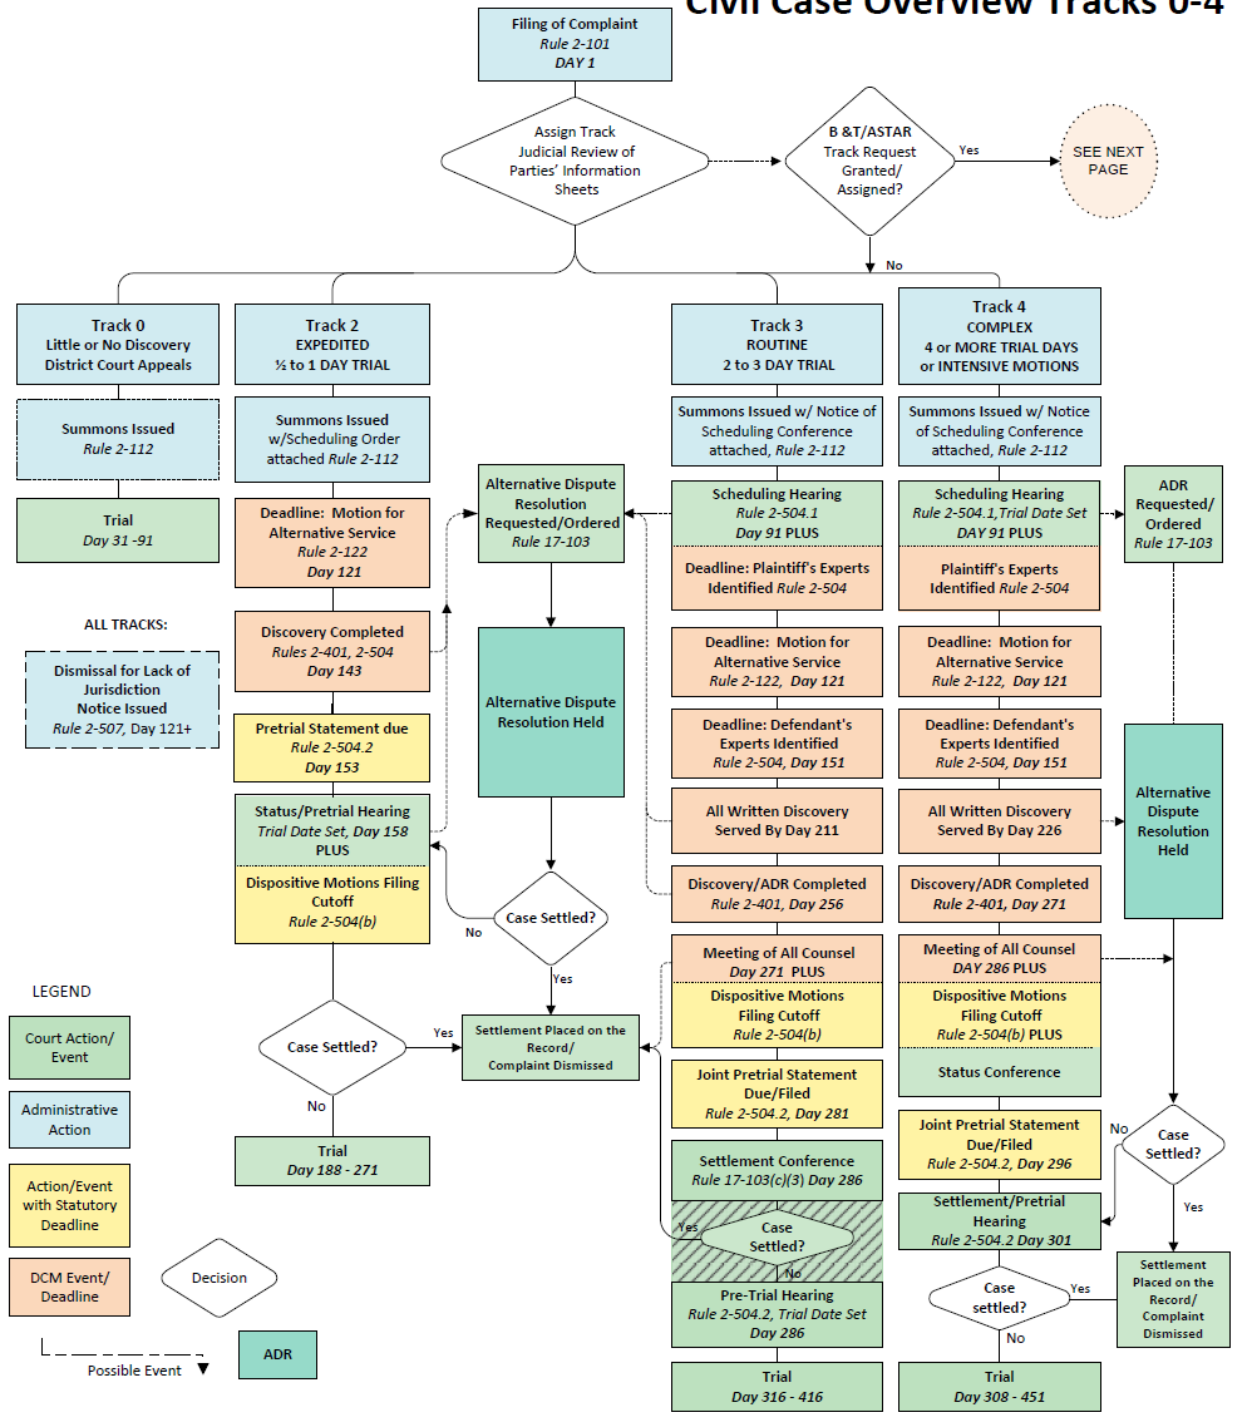 Civil Case Overview Tracks 0-4
Filing of Complaint
Rule 2-101
DAY 1
Assign Track
Judicial Review of
Parties' Information
Sheets
B &T/ASTAR
Track Request
Granted/
Assigned?
Yes
SEE NEXT
PAGE
No
Track 0
Little or No Discovery
District Court Appeals
Summons Issued
Rule 2-112
Trial
Day 31 -91
ALL TRACKS:
Dismissal for Lack of
Jurisdiction
Notice Issued
Rule 2-507, Day 121+
Track 2
EXPEDITED
½ to 1 DAY TRIAL
Summons Issued
w/Scheduling Order
attached Rule 2-112
Deadline: Motion for
Alternative Service
Rule 2-122
Day 121
Discovery Completed
Rules 2-401, 2-504
Day 143
Pretrial Statement due
Rule 2-504.2
Day 153
Status/Pretrial Hearing
Trial Date Set, Day 158
PLUS
Dispositive Motions Filing
Cutoff
Rule 2-504(b)
Case Settled?
Yes
No
Trial
Day 188 - 271
Alternative Dispute
Resolution
Requested/Ordered
Rule 17-103
Alternative Dispute
Resolution Held
Case Settled?
No
Yes
Settlement Placed on the
Record/
Complaint Dismissed
Track 3
ROUTINE
2 to 3 DAY TRIAL
Summons Issued w/ Notice of
Scheduling Conference
attached, Rule 2-112
Scheduling Hearing
Rule 2-504.1
Day 91 PLUS
Deadline: Plaintiff's Experts
Identified Rule 2-504
Deadline: Motion for
Alternative Service
Rule 2-122, Day 121
Deadline: Defendant's
Experts Identified
Rule 2-504, Day 151
All Written Discovery
Served By Day 211
Discovery/ADR Completed
Rule 2-401, Day 256
Meeting of All Counsel
Day 271 PLUS
Dispositive Motions
Filing Cutoff
Rule 2-504(b)
Joint Pretrial Statement
Due/Filed
Rule 2-504.2, Day 281
Settlement Conference
Rule 17-103(c)(3) Day 286
Yes
Case
Settled?
No
Pre-Trial Hearing
Rule 2-504.2, Trial Date Set
Day 286
Trial
Day 316 - 416
Track 4
COMPLEX
4 or MORE TRIAL DAYS
or INTENSIVE MOTIONS
Summons Issued w/ Notice
of Scheduling Conference
attached, Rule 2-112
Scheduling Hearing
Rule 2-504.1,Trial Date Set
DAY 91 PLUS
Plaintiff's Experts
Identified Rule 2-504
Deadline: Motion for
Alternative Service
Rule 2-122, Day 121
Deadline: Defendant's
Experts Identified
Rule 2-504, Day 151
All Written Discovery
Served By Day 226
Discovery/ADR Completed
Rule 2-401, Day 271
Meeting of All Counsel
DAY 286 PLUS
Dispositive Motions
Filing Cutoff
Rule 2-504(b) PLUS
Status Conference
Joint Pretrial Statement
Due/Filed
Rule 2-504.2, Day 296
Settlement/Pretrial
Hearing
Rule 2-504.2 Day 301
Case
settled?
Yes
No
Trial
Day 308 - 451
ADR
Requested/
Ordered
Rule 17-103
Alternative
Dispute
Resolution
Held
No
Case
Settled?
Yes
Settlement
Placed on the
Record/
Complaint
Dismissed
LEGEND
Court Action/
Event
Administrative
Action
Action/Event
with Statutory
Deadline
DCM Event/
Deadline
Decision
Possible Event
ADR